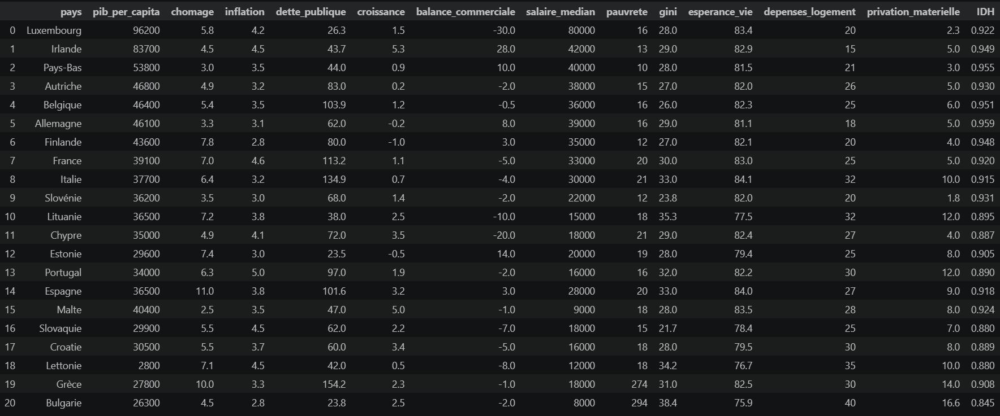 pays pib_per_capita chomage inflation dette_publique croissance balance_commerciale salaire_median pauvrete gini esperance_vie depenses_logement privation_materielle IDH
0 Luxembourg 96200 5.8 4.2 26.3 1.5 -30.0 80000 16 28.0 83.4 20 2.3 0.922
1 Irlande 83700 4.5 4.5 43.7 5.3 28.0 42000 13 29.0 82.9 15 5.0 0.949
2 Pays-Bas 53800 3.0 3.5 44.0 0.9 10.0 40000 10 28.0 81.5 21 3.0 0.955
3 Autriche 46800 4.9 3.2 83.0 0.2 -2.0 38000 15 27.0 82.0 26 5.0 0.930
4 Belgique 46400 5.4 3.5 103.9 1.2 -0.5 36000 16 26.0 82.3 25 6.0 0.951
5 Allemagne 46100 3.3 3.1 62.0 -0.2 8.0 39000 16 29.0 81.1 18 5.0 0.959
6 Finlande 43600 7.8 2.8 80.0 -1.0 3.0 35000 12 27.0 82.1 20 4.0 0.948
7 France 39100 7.0 4.6 113.2 1.1 -5.0 33000 20 30.0 83.0 25 5.0 0.920
8 Italie 37700 6.4 3.2 134.9 0.7 -4.0 30000 21 33.0 84.1 32 10.0 0.915
9 Slovénie 36200 3.5 3.0 68.0 1.4 -2.0 22000 12 23.8 82.0 20 1.8 0.931
10 Lituanie 36500 7.2 3.8 38.0 2.5 -10.0 15000 18 35.3 77.5 32 12.0 0.895
11 Chypre 35000 4.9 4.1 72.0 3.5 -20.0 18000 21 29.0 82.4 27 4.0 0.887
12 Estonie 29600 7.4 3.0 23.5 -0.5 14.0 20000 19 28.0 79.4 25 8.0 0.905
13 Portugal 34000 6.3 5.0 97.0 1.9 -2.0 16000 16 32.0 82.2 30 12.0 0.890
14 Espagne 36500 11.0 3.8 101.6 3.2 3.0 28000 20 33.0 84.0 27 9.0 0.918
15 Malte 40400 2.5 3.5 47.0 5.0 -1.0 9000 18 28.0 83.5 28 8.0 0.924
16 Slovaquie 29900 5.5 4.5 62.0 2.2 -7.0 18000 15 21.7 78.4 25 7.0 0.880
17 Croatie 30500 5.5 3.7 60.0 3.4 -5.0 16000 18 28.0 79.5 30 8.0 0.889
18 Lettonie 2800 7.1 4.5 42.0 0.5 -8.0 12000 18 34.2 76.7 35 10.0 0.880
19 Grèce 27800 10.0 3.3 154.2 2.3 -1.0 18000 274 31.0 82.5 30 14.0 0.908
20 Bulgarie 26300 4.5 2.8 23.8 2.5 -2.0 8000 294 38.4 75.9 40 16.6 0.845